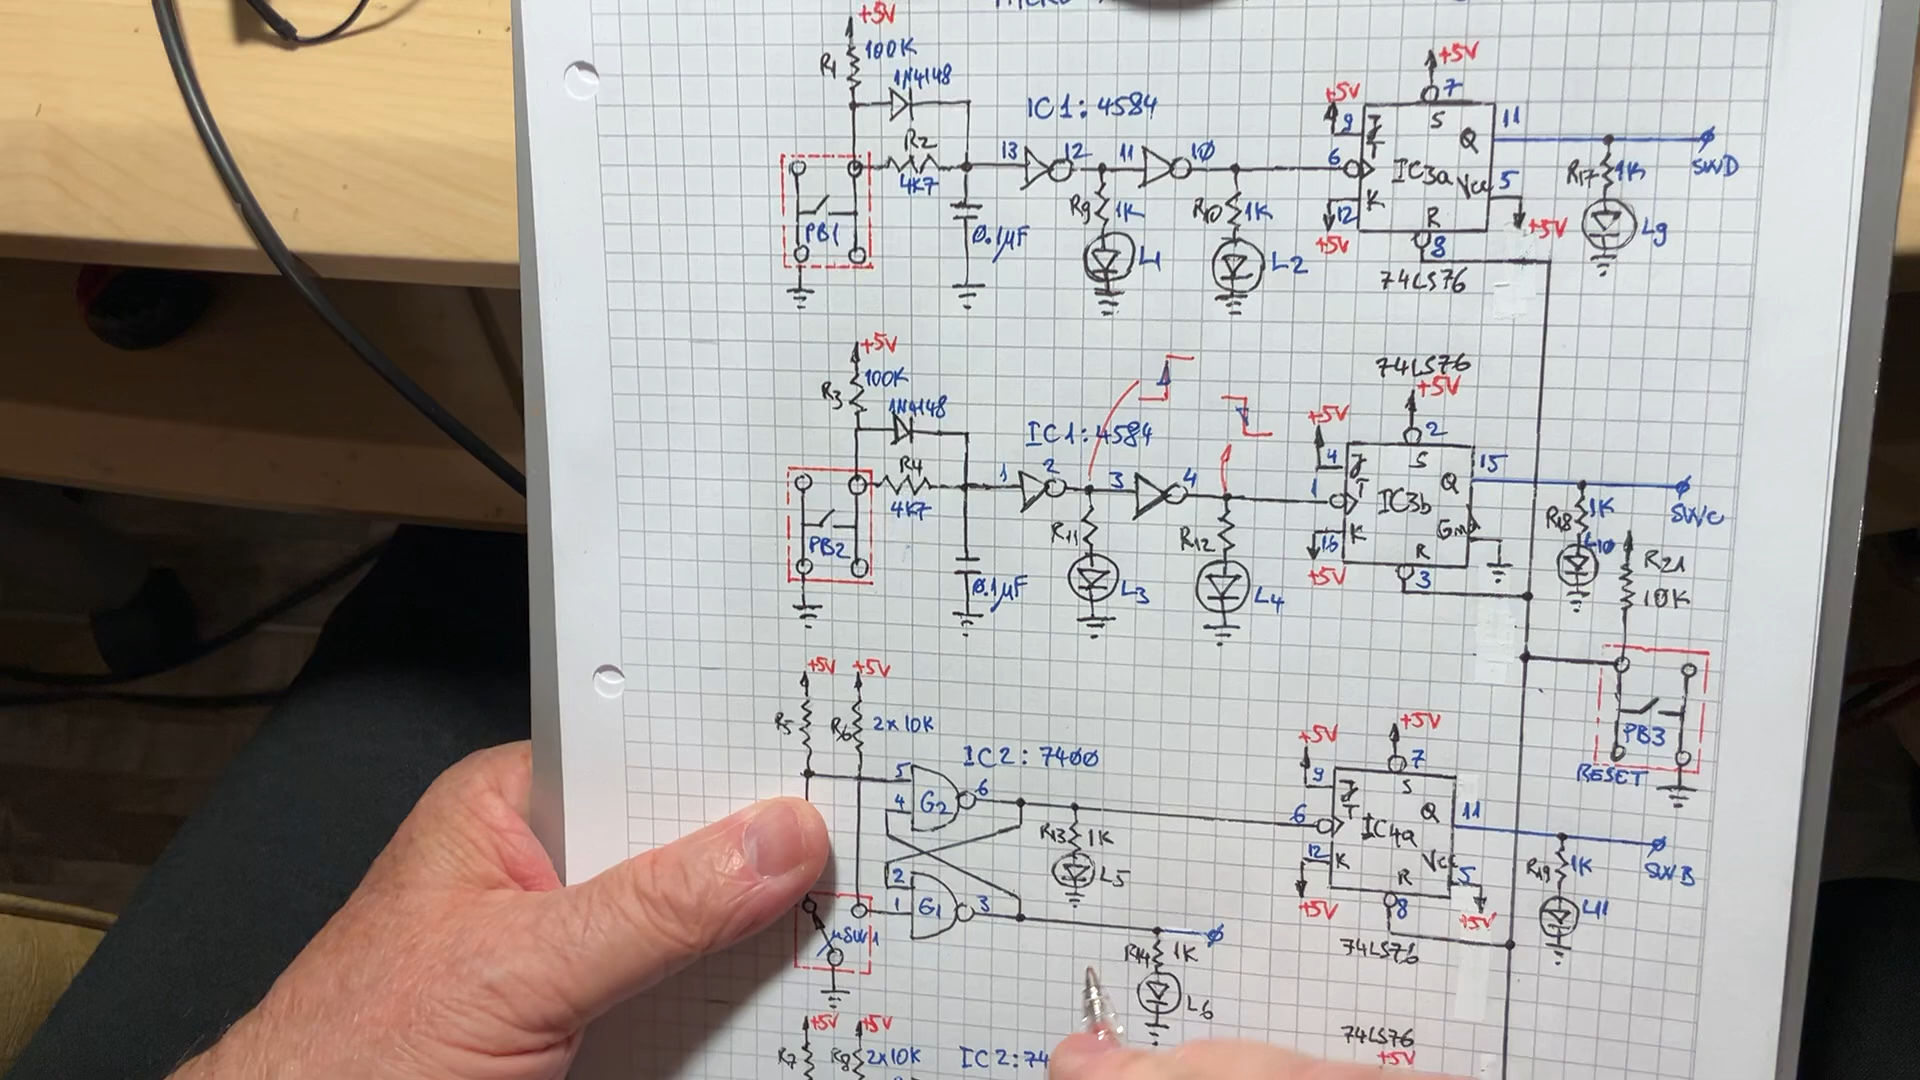 +5V
R1 100K
1N4148
IC1: 4584
R2
4K7
PB1
0.1µF
13 12 11 10
R9 1K
L1
R10 1K
L2
+5V
7
+5V
9 J S Q 11
6 T IC3a Vcc 5
12 K R
+5V
8
+5V
74LS76
R17 1K
L9
SWD
+5V
R3 100K
1N4148
IC1: 4584
R4
4K7
PB2
0.1µF
1 2 3 4
R11
L3
R12
L4
74LS76
+5V
+5V
2
4 J S Q 15
1 T IC3b
16 K Gnd
R
+5V
3
R18 1K
L10
SWC
R21
10K
PB3
RESET
+5V +5V
R5 R6 2x10K
IC2: 7400
5
4 G2 6
2
1 G1 3
µSW1
R13 1K
L5
R14 1K
L6
+5V
+5V
7
9 J S Q 11
6 T IC4a
12 K Vcc 5
R
+5V
8
+5V
74LS76
R19 1K
L11
SWB
+5V +5V
R7 R8 2x10K
IC2: 74
74LS76
+5V